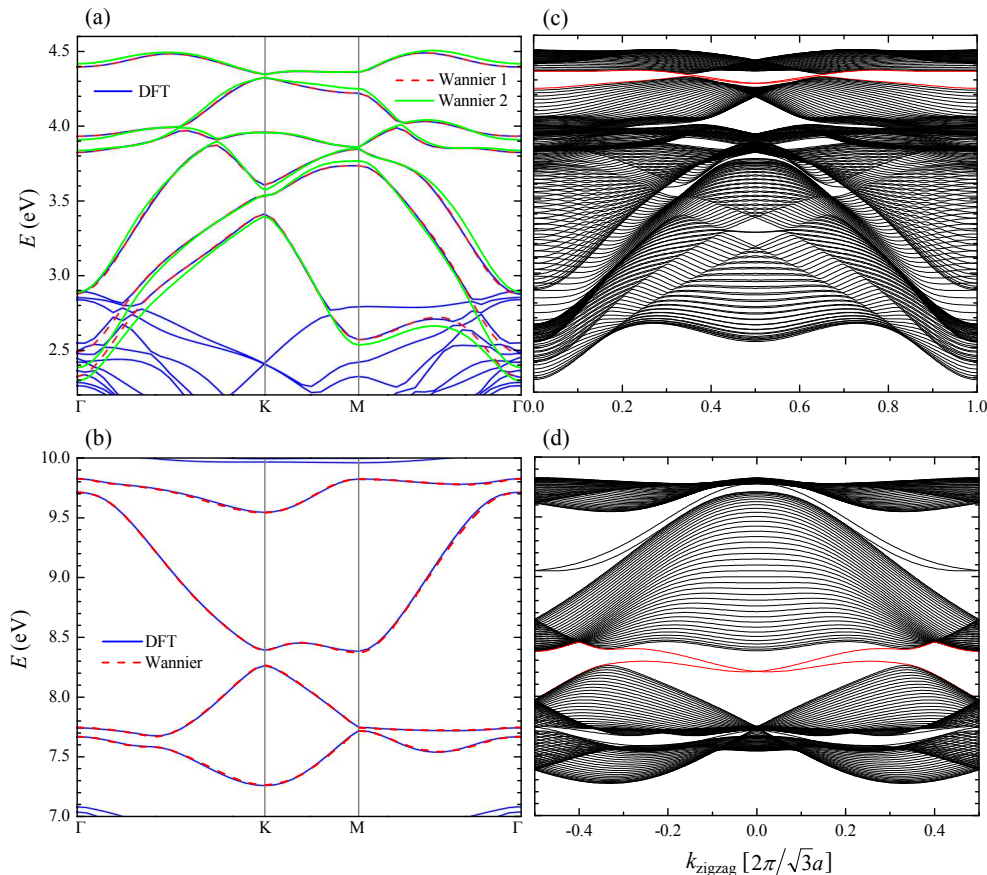 (a)
4.5
4.0
3.5
3.0
2.5
E (eV)
DFT
Wannier 1
Wannier 2
Γ K M Γ
(c)
0.0 0.2 0.4 0.6 0.8 1.0
(b)
10.0
9.5
9.0
8.5
8.0
7.5
7.0
E (eV)
DFT
Wannier
Γ K M Γ
(d)
-0.4 -0.2 0.0 0.2 0.4
k_zigzag [2π/√3a]